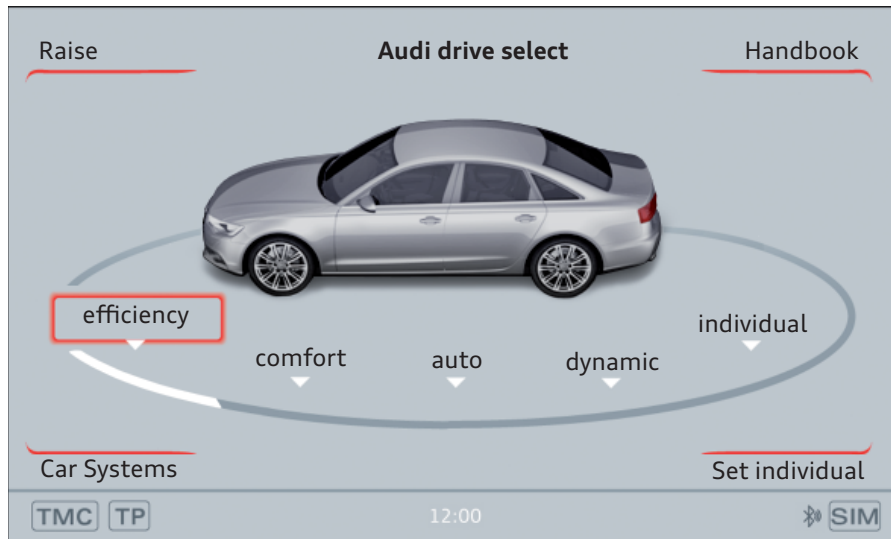 Raise
Audi drive select
Handbook
efficiency
individual
comfort
auto
dynamic
Car Systems
Set individual
TMC TP
12:00
SIM